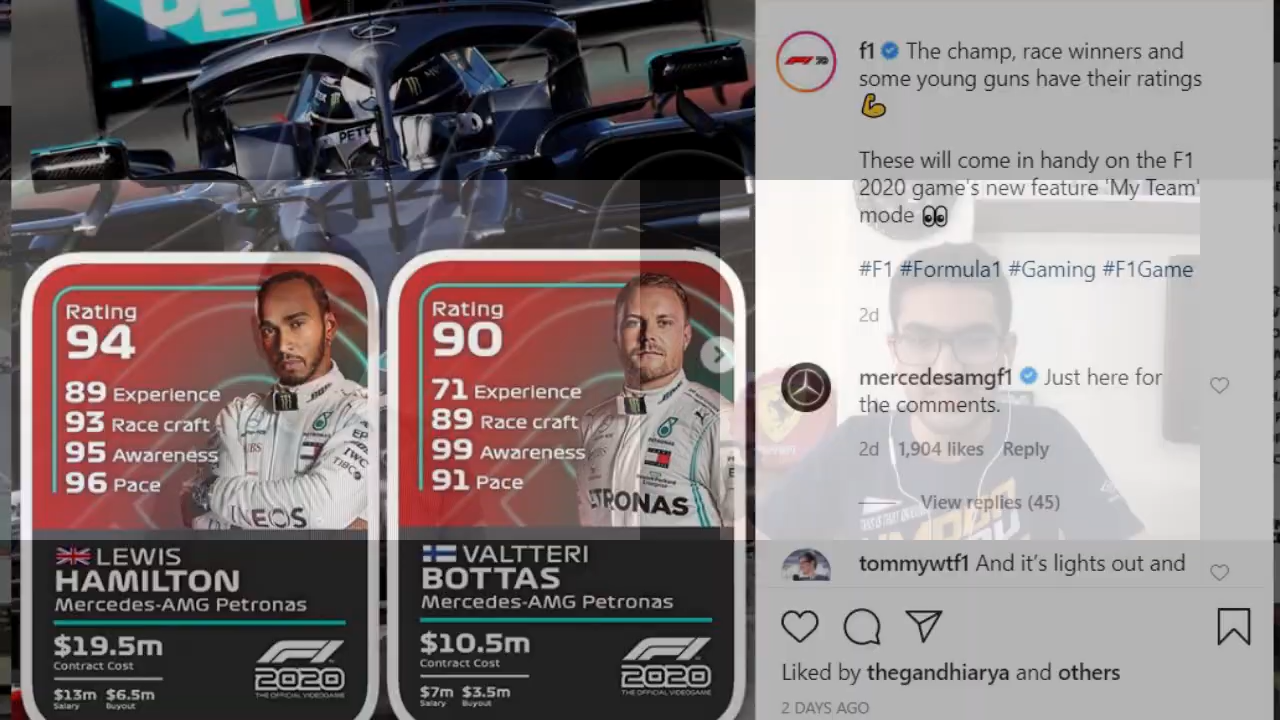 PET
PETR
Rating
94
89 Experience
93 Race craft
95 Awareness
96 Pace
INEOS
LEWIS
HAMILTON
Mercedes-AMG Petronas
$19.5m
Contract Cost
$13m $6.5m
Salary Buyout
F1
2020
THE OFFICIAL VIDEOGAME
Rating
90
71 Experience
89 Race craft
99 Awareness
91 Pace
PETRONAS
ETRONAS
VALTTERI
BOTTAS
Mercedes-AMG Petronas
$10.5m
Contract Cost
$7m $3.5m
Salary Buyout
F1
2020
THE OFFICIAL VIDEOGAME
f1 The champ, race winners and
some young guns have their ratings
💪
These will come in handy on the F1
2020 game's new feature 'My Team'
mode 👀
#F1 #Formula1 #Gaming #F1Game
2d
mercedesamgf1 Just here for
the comments.
2d 1,904 likes Reply
View replies (45)
tommywtf1 And it's lights out and
Liked by thegandhiarya and others
2 DAYS AGO